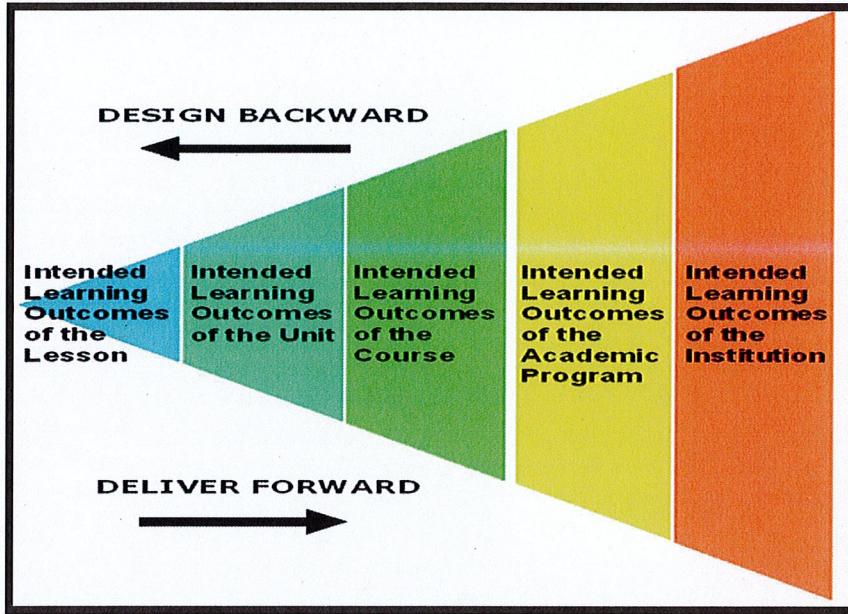 DESIGN BACKWARD
Intended
Learning
Outcomes
of the
Lesson
Intended
Learning
Outcomes
of the Unit
Intended
Learning
Outcomes
of the
Course
Intended
Learning
Outcomes
of the
Academic
Program
Intended
Learning
Outcomes
of the
Institution
DELIVER FORWARD